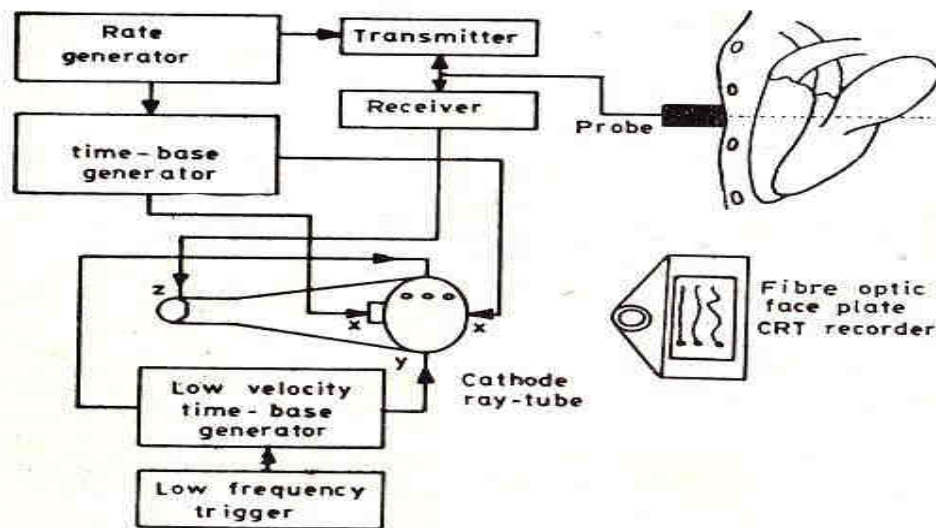 Rate
generator
Transmitter
Receiver
Probe
time-base
generator
z
x
x
y
Cathode
ray-tube
Fibre optic
face plate
CRT recorder
Low velocity
time-base
generator
Low frequency
trigger